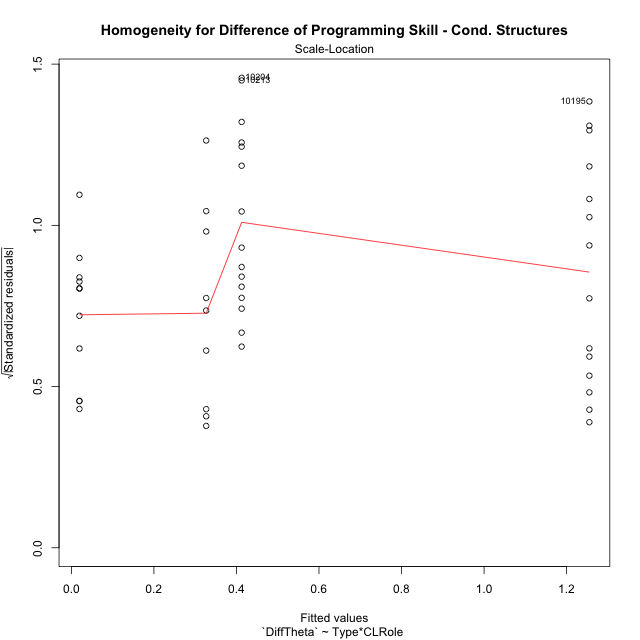 Homogeneity for Difference of Programming Skill - Cond. Structures
Scale-Location
1.5
1.0
0.5
0.0
√|Standardized residuals|
10204
10213
10195
0.0 0.2 0.4 0.6 0.8 1.0 1.2
Fitted values
`DiffTheta` ~ Type*CLRole